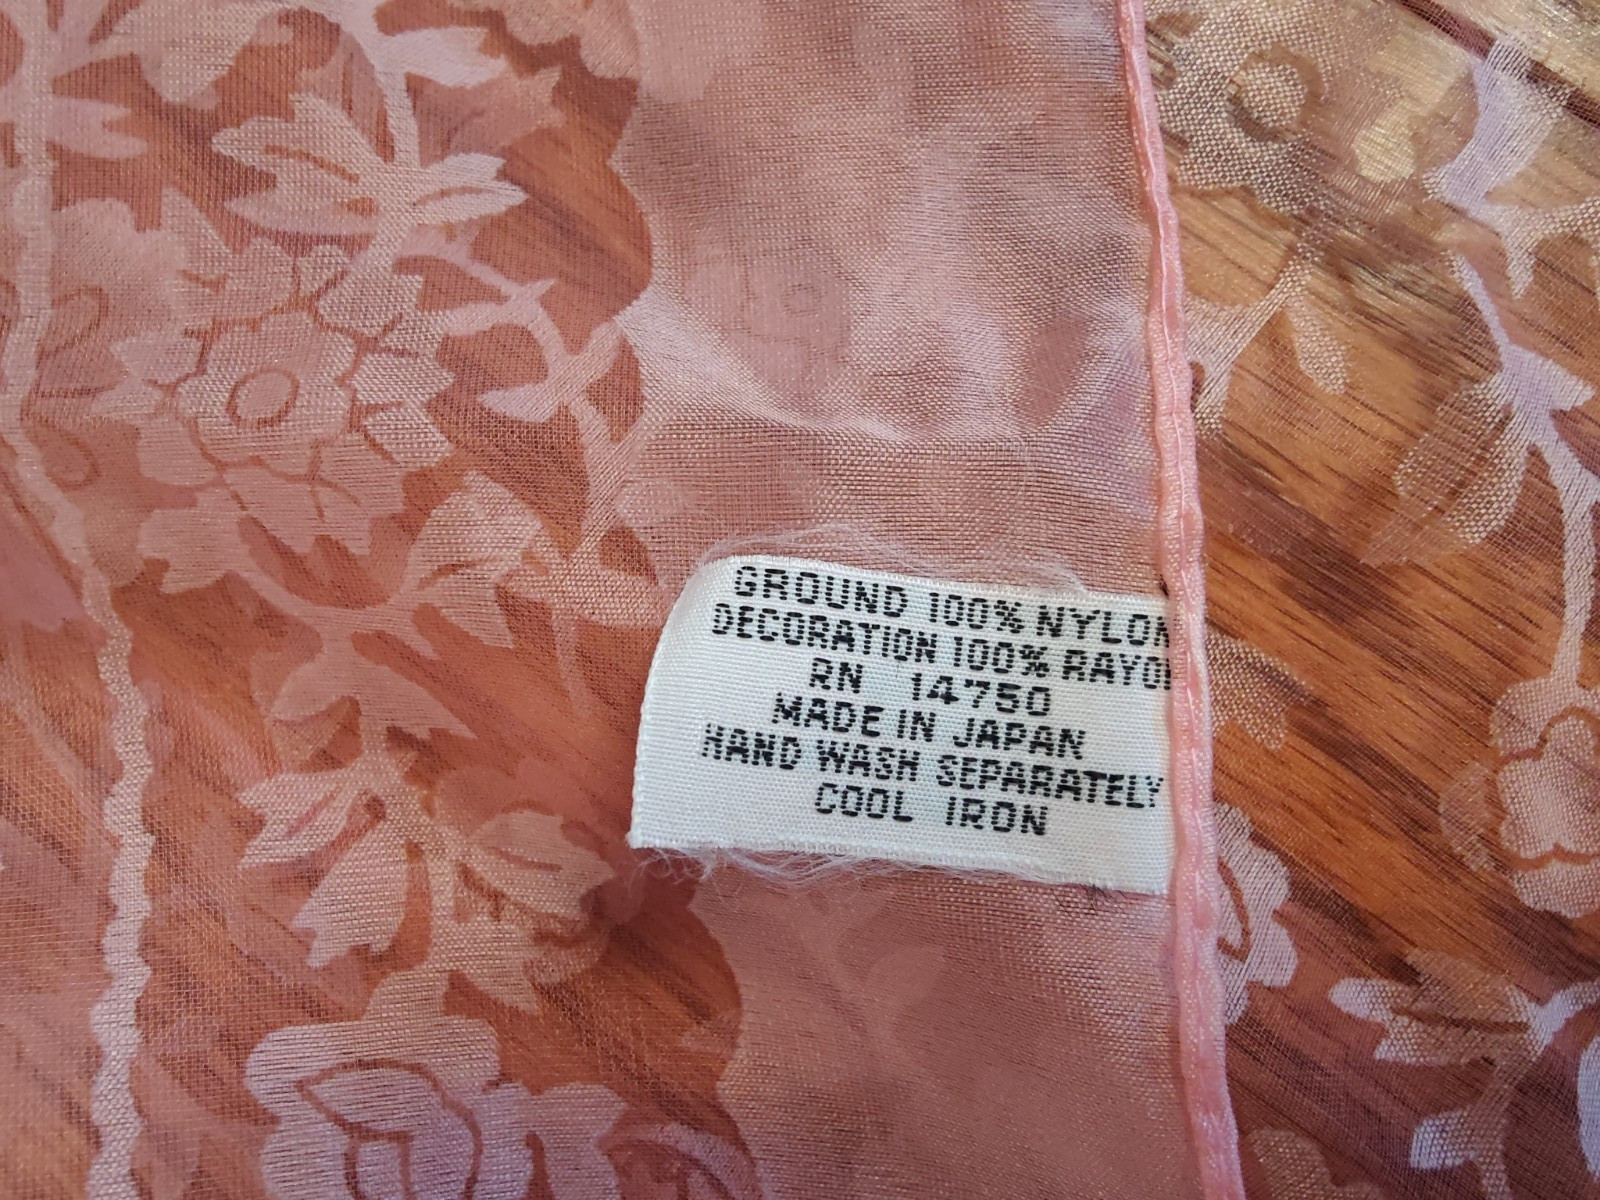 GROUND 100% NYLON
DECORATION 100% RAYON
RN 14750
MADE IN JAPAN
HAND WASH SEPARATELY
COOL IRON